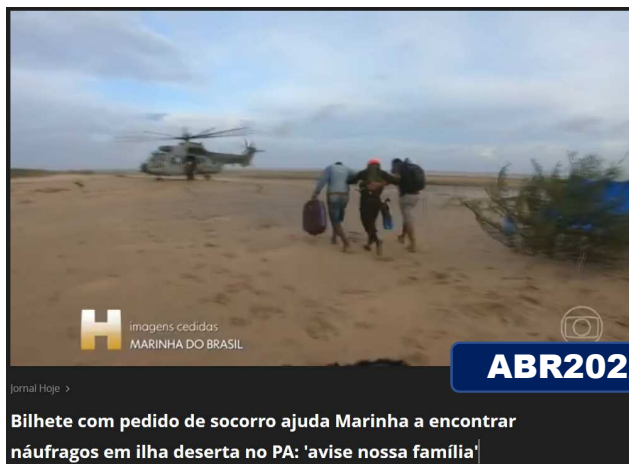 H
imagens cedidas
MARINHA DO BRASIL
ABR202
Jornal Hoje >
Bilhete com pedido de socorro ajuda Marinha a encontrar
náufragos em ilha deserta no PA: 'avise nossa família'